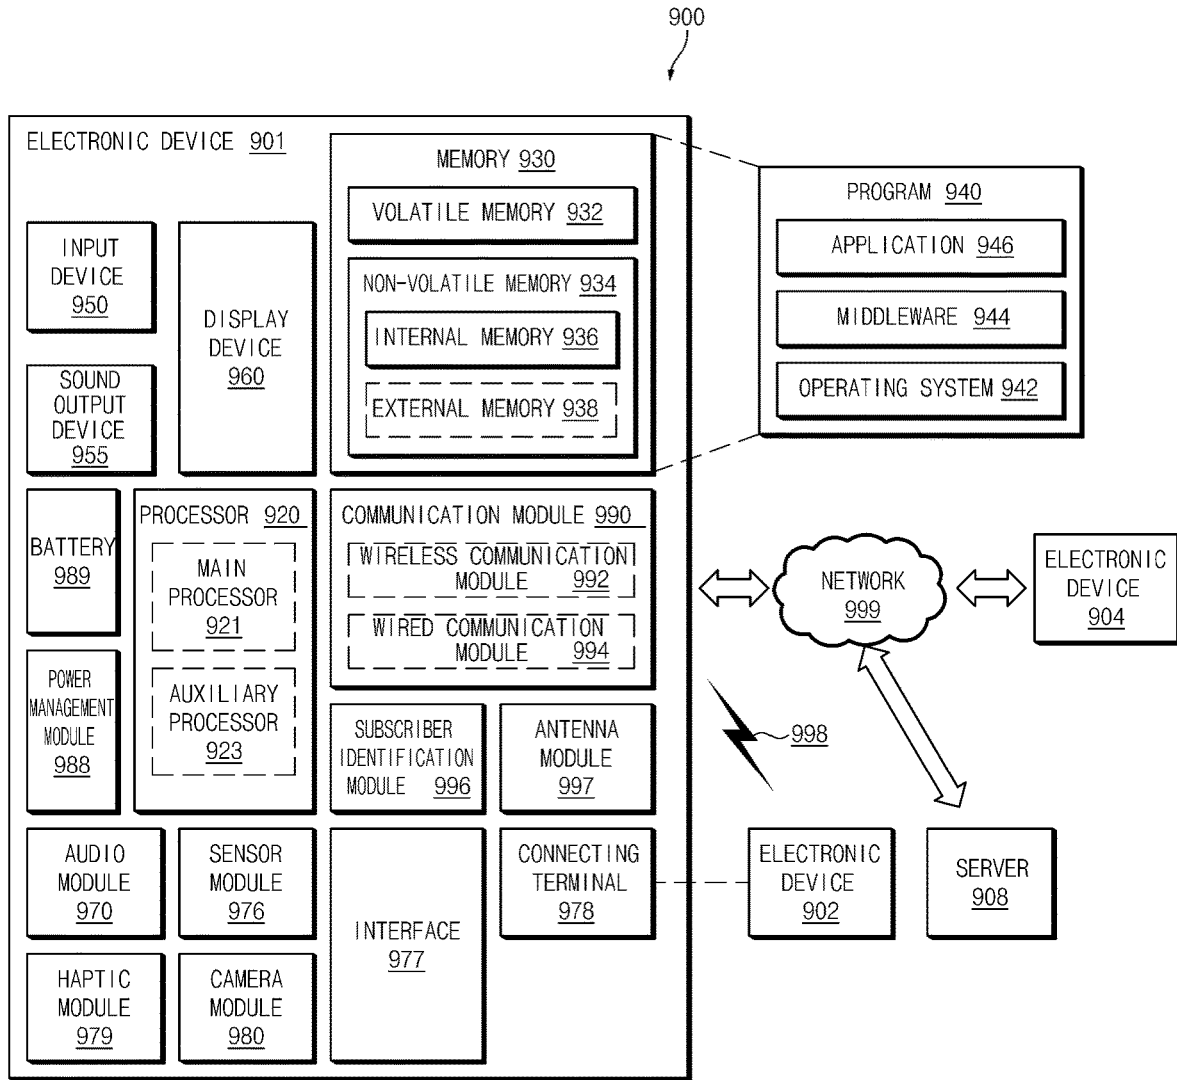 900
ELECTRONIC DEVICE 901
MEMORY 930
VOLATILE MEMORY 932
NON-VOLATILE MEMORY 934
INTERNAL MEMORY 936
EXTERNAL MEMORY 938
PROGRAM 940
APPLICATION 946
MIDDLEWARE 944
OPERATING SYSTEM 942
INPUT
DEVICE
950
DISPLAY
DEVICE
960
SOUND
OUTPUT
DEVICE
955
BATTERY
989
PROCESSOR 920
MAIN
PROCESSOR
921
AUXILIARY
PROCESSOR
923
COMMUNICATION MODULE 990
WIRELESS COMMUNICATION
MODULE 992
WIRED COMMUNICATION
MODULE 994
NETWORK
999
ELECTRONIC
DEVICE
904
POWER
MANAGEMENT
MODULE
988
SUBSCRIBER
IDENTIFICATION
MODULE 996
ANTENNA
MODULE
997
998
AUDIO
MODULE
970
SENSOR
MODULE
976
INTERFACE
977
CONNECTING
TERMINAL
978
ELECTRONIC
DEVICE
902
SERVER
908
HAPTIC
MODULE
979
CAMERA
MODULE
980